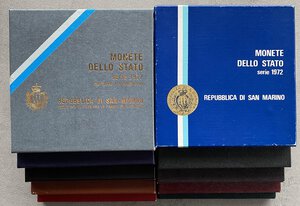 MONETE
DELLO STATO
REPUBBLICA DI SAN MARINO
MONETE
DELLO STATO
serie 1972
REPUBBLICA DI SAN MARINO